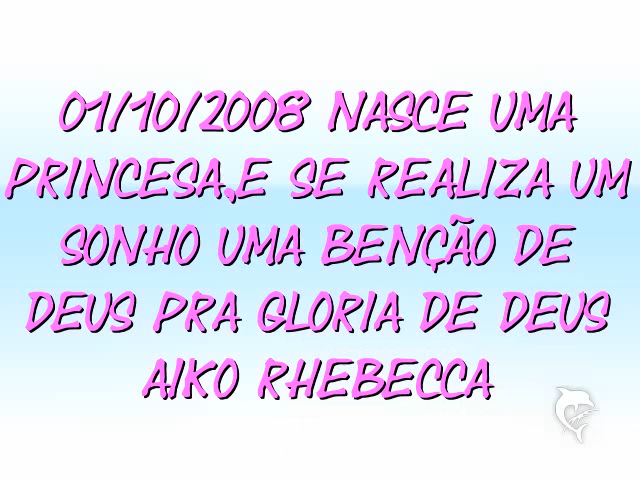 01/10/2008 NASCE UMA
PRINCESA,E SE REALIZA UM
SONHO UMA BENÇÃO DE
DEUS PRA GLORIA DE DEUS
AIKO RHEBECCA